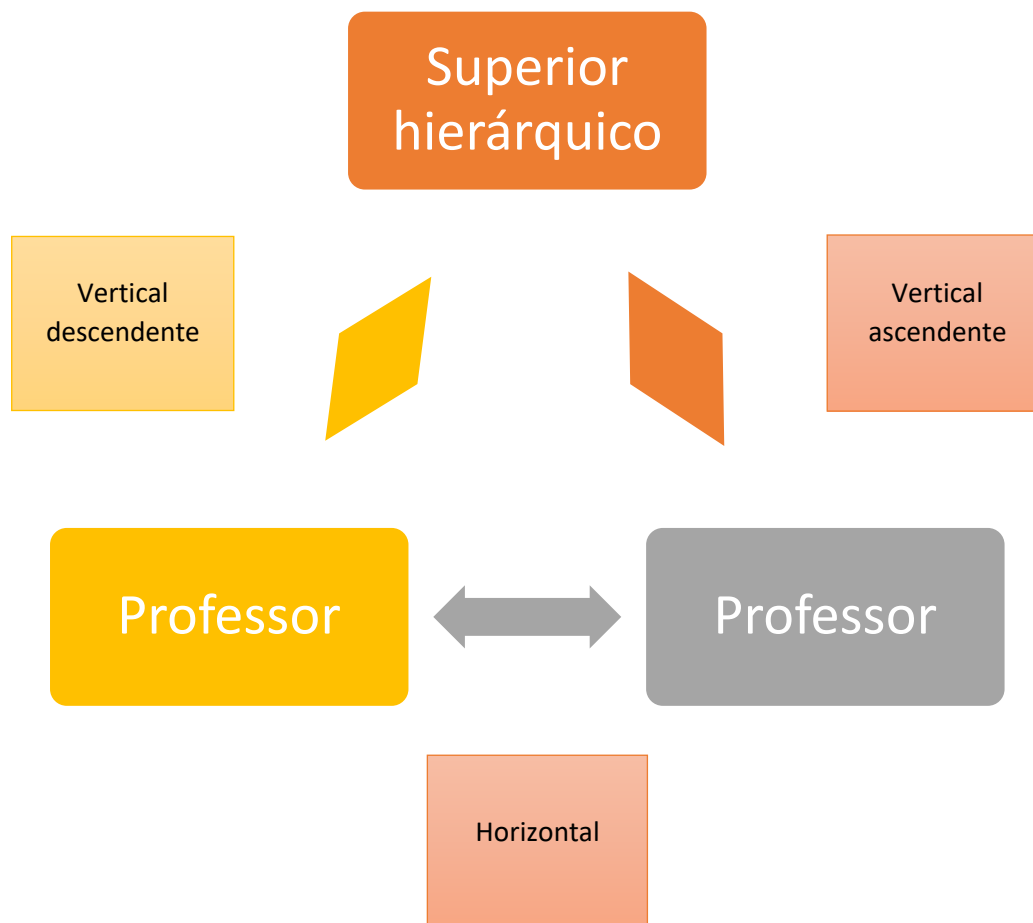 Superior
hierárquico
Vertical
descendente
Vertical
ascendente
Professor
Professor
Horizontal